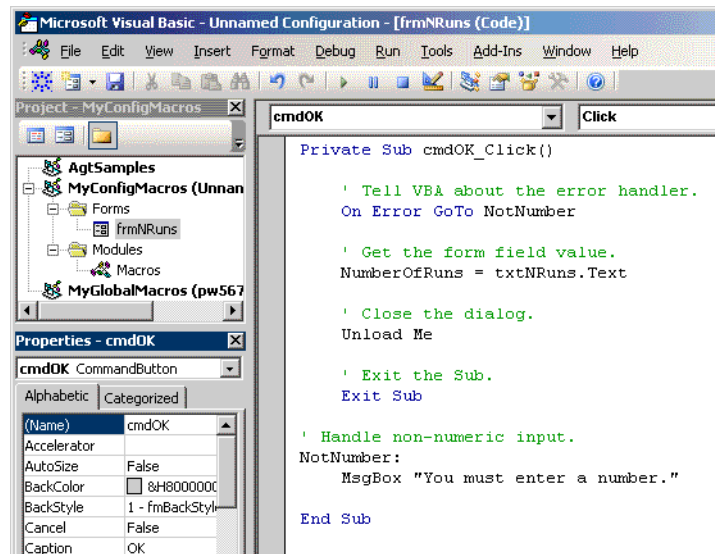 Microsoft Visual Basic - Unnamed Configuration - [frmNRuns (Code)]
File Edit View Insert Format Debug Run Tools Add-Ins Window Help
Project - MyConfigMacros
AgtSamples
MyConfigMacros (Unnan
Forms
frmNRuns
Modules
Macros
MyGlobalMacros (pw567
Properties - cmdOK
cmdOK CommandButton
Alphabetic Categorized
(Name) cmdOK
Accelerator
AutoSize False
BackColor &H8000000
BackStyle 1 - fmBackStyl
Cancel False
Caption OK
cmdOK Click
Private Sub cmdOK_Click()
' Tell VBA about the error handler.
On Error GoTo NotNumber
' Get the form field value.
NumberOfRuns = txtNRuns.Text
' Close the dialog.
Unload Me
' Exit the Sub.
Exit Sub
' Handle non-numeric input.
NotNumber:
MsgBox "You must enter a number."
End Sub